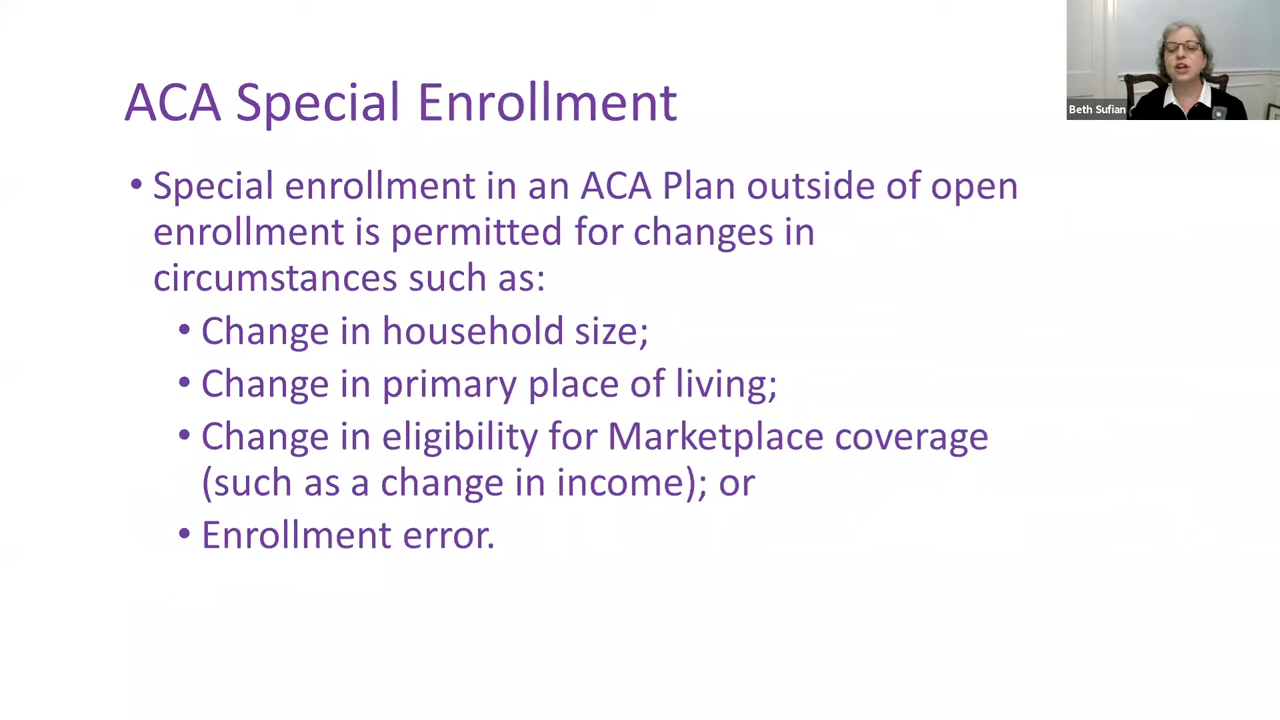 ACA Special Enrollment
• Special enrollment in an ACA Plan outside of open
enrollment is permitted for changes in
circumstances such as:
• Change in household size;
• Change in primary place of living;
• Change in eligibility for Marketplace coverage
(such as a change in income); or
• Enrollment error.
Beth Sufian